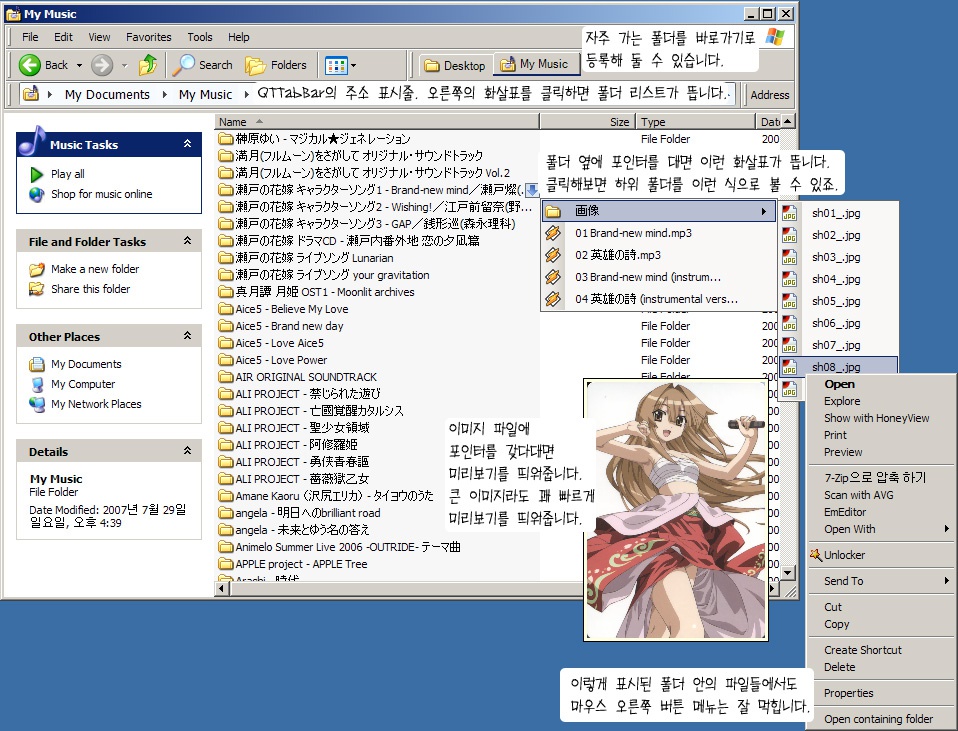 My Music
File Edit View Favorites Tools Help
자주 가는 폴더를 바로가기로
등록해 둘 수 있습니다.
Back Search Folders Desktop My Music
My Documents My Music QTTabBar의 주소 표시줄. 오른쪽의 화살표를 클릭하면 폴더 리스트가 뜹니다. Address
Name Size Type Date
Music Tasks
Play all
Shop for music online
File and Folder Tasks
Make a new folder
Share this folder
Other Places
My Documents
My Computer
My Network Places
Details
My Music
File Folder
Date Modified: 2007년 7월 29일
일요일, 오후 4:39
榊原ゆい - マジカル★ジェネレーション File Folder 200
満月(フルムーン)をさがして オリジナル・サウンドトラック
満月(フルムーン)をさがして オリジナル・サウンドトラック Vol.2
瀬戸の花嫁 キャラクターソング1 - Brand-new mind／瀬戸燦(.
瀬戸の花嫁 キャラクターソング2 - Wishing!／江戸前留奈(野...
瀬戸の花嫁 キャラクターソング3 - GAP／銭形巡(森永理科)
瀬戸の花嫁 ドラマCD - 瀬戸内番外地 恋の夕凪篇
瀬戸の花嫁 ライブソング Lunarian
瀬戸の花嫁 ライブソング your gravitation
真月譚 月姫 OST1 - Moonlit archives
Aice5 - Believe My Love File Folder 200
Aice5 - Brand new day File Folder 200
Aice5 - Love Aice5 File Folder 200
Aice5 - Love Power File Folder 200
AIR ORIGINAL SOUNDTRACK File Folder 200
ALI PROJECT - 禁じられた遊び
ALI PROJECT - 亡國覚醒カタルシス
ALI PROJECT - 聖少女領域
ALI PROJECT - 阿修羅姫
ALI PROJECT - 勇侠青春謳
ALI PROJECT - 薔薇獄乙女
Amane Kaoru（沢尻エリカ）- タイヨウのうた
angela - 明日へのbrilliant road
angela - 未来とゆう名の答え
Animelo Summer Live 2006 -OUTRIDE- テーマ曲
APPLE project - APPLE Tree
Arashi - 時代
폴더 옆에 포인터를 대면 이런 화살표가 뜹니다.
클릭해보면 하위 폴더를 이런 식으로 볼 수 있죠.
画像
01 Brand-new mind.mp3
02 英雄の詩.mp3
03 Brand-new mind (instrum...
04 英雄の詩 (instrumental vers...
sh01_.jpg
sh02_.jpg
sh03_.jpg
sh04_.jpg
sh05_.jpg
sh06_.jpg
sh07_.jpg
sh08_.jpg
이미지 파일에
포인터를 갖다대면
미리보기를 띄워줍니다.
큰 이미지라도 꽤 빠르게
미리보기를 띄워줍니다.
Open
Explore
Show with HoneyView
Print
Preview
7-Zip으로 압축 하기
Scan with AVG
EmEditor
Open With
Unlocker
Send To
Cut
Copy
Create Shortcut
Delete
Properties
Open containing folder
이렇게 표시된 폴더 안의 파일들에서도
마우스 오른쪽 버튼 메뉴는 잘 먹힙니다.